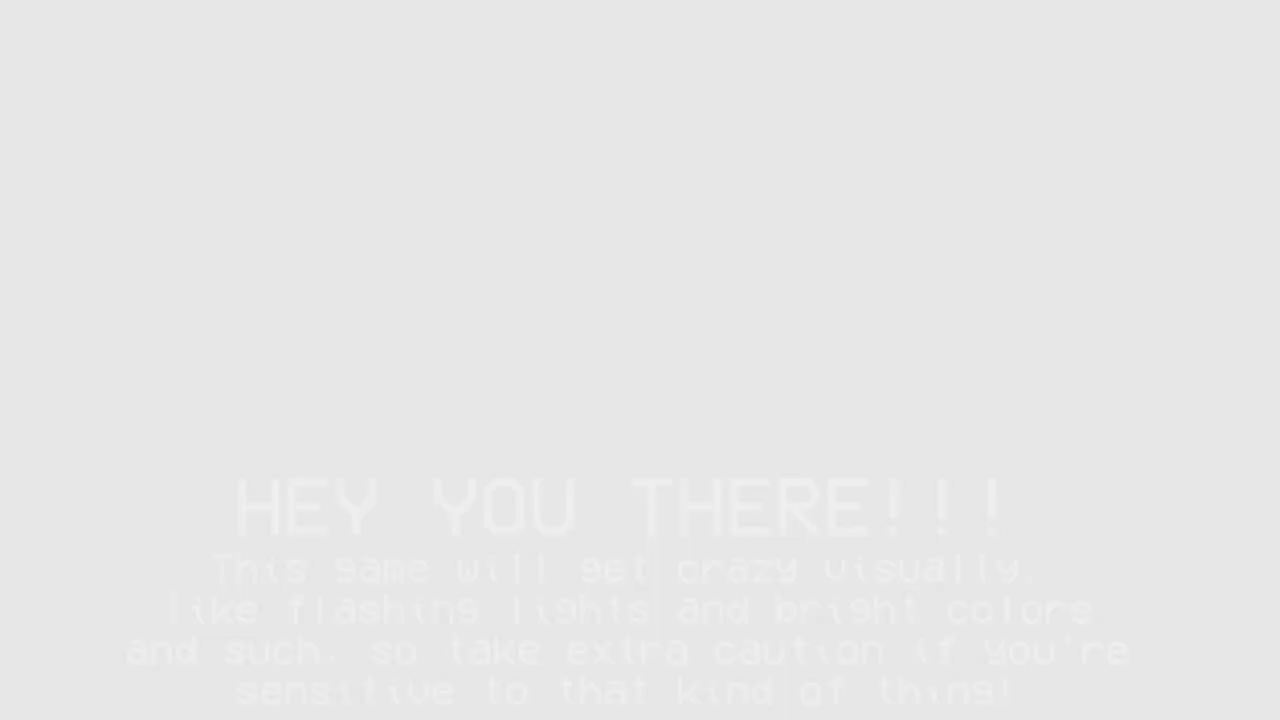 HEY YOU THERE!!!
This game will get crazy visually,
like flashing lights and bright colors
and such, so take extra caution if you're
sensitive to that kind of thing!